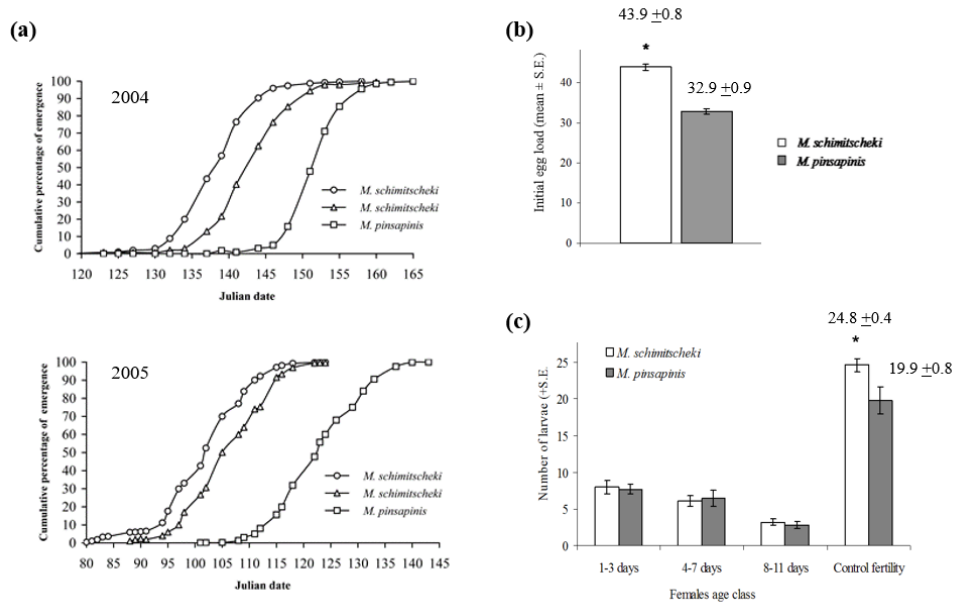 (a)
Cumulative percentage of emergence
100
90
80
70
60
50
40
30
20
10
0
2004
M. schimitscheki
M. schimitscheki
M. pinsapinis
120 125 130 135 140 145 150 155 160 165
Julian date
Cumulative percentage of emergence
100
90
80
70
60
50
40
30
20
10
0
2005
M. schimitscheki
M. schimitscheki
M. pinsapinis
80 85 90 95 100 105 110 115 120 125 130 135 140 145
Julian date
(b)
43.9 +0.8
*
32.9 +0.9
Initial egg load (mean ± S.E.)
40
30
20
10
0
M. schimitscheki
M. pinsapinis
(c)
24.8 +0.4
*
19.9 +0.8
Number of larvae (+S.E.
25
20
15
10
5
0
M. schimitscheki
M. pinsapinis
1-3 days 4-7 days 8-11 days Control fertility
Females age class